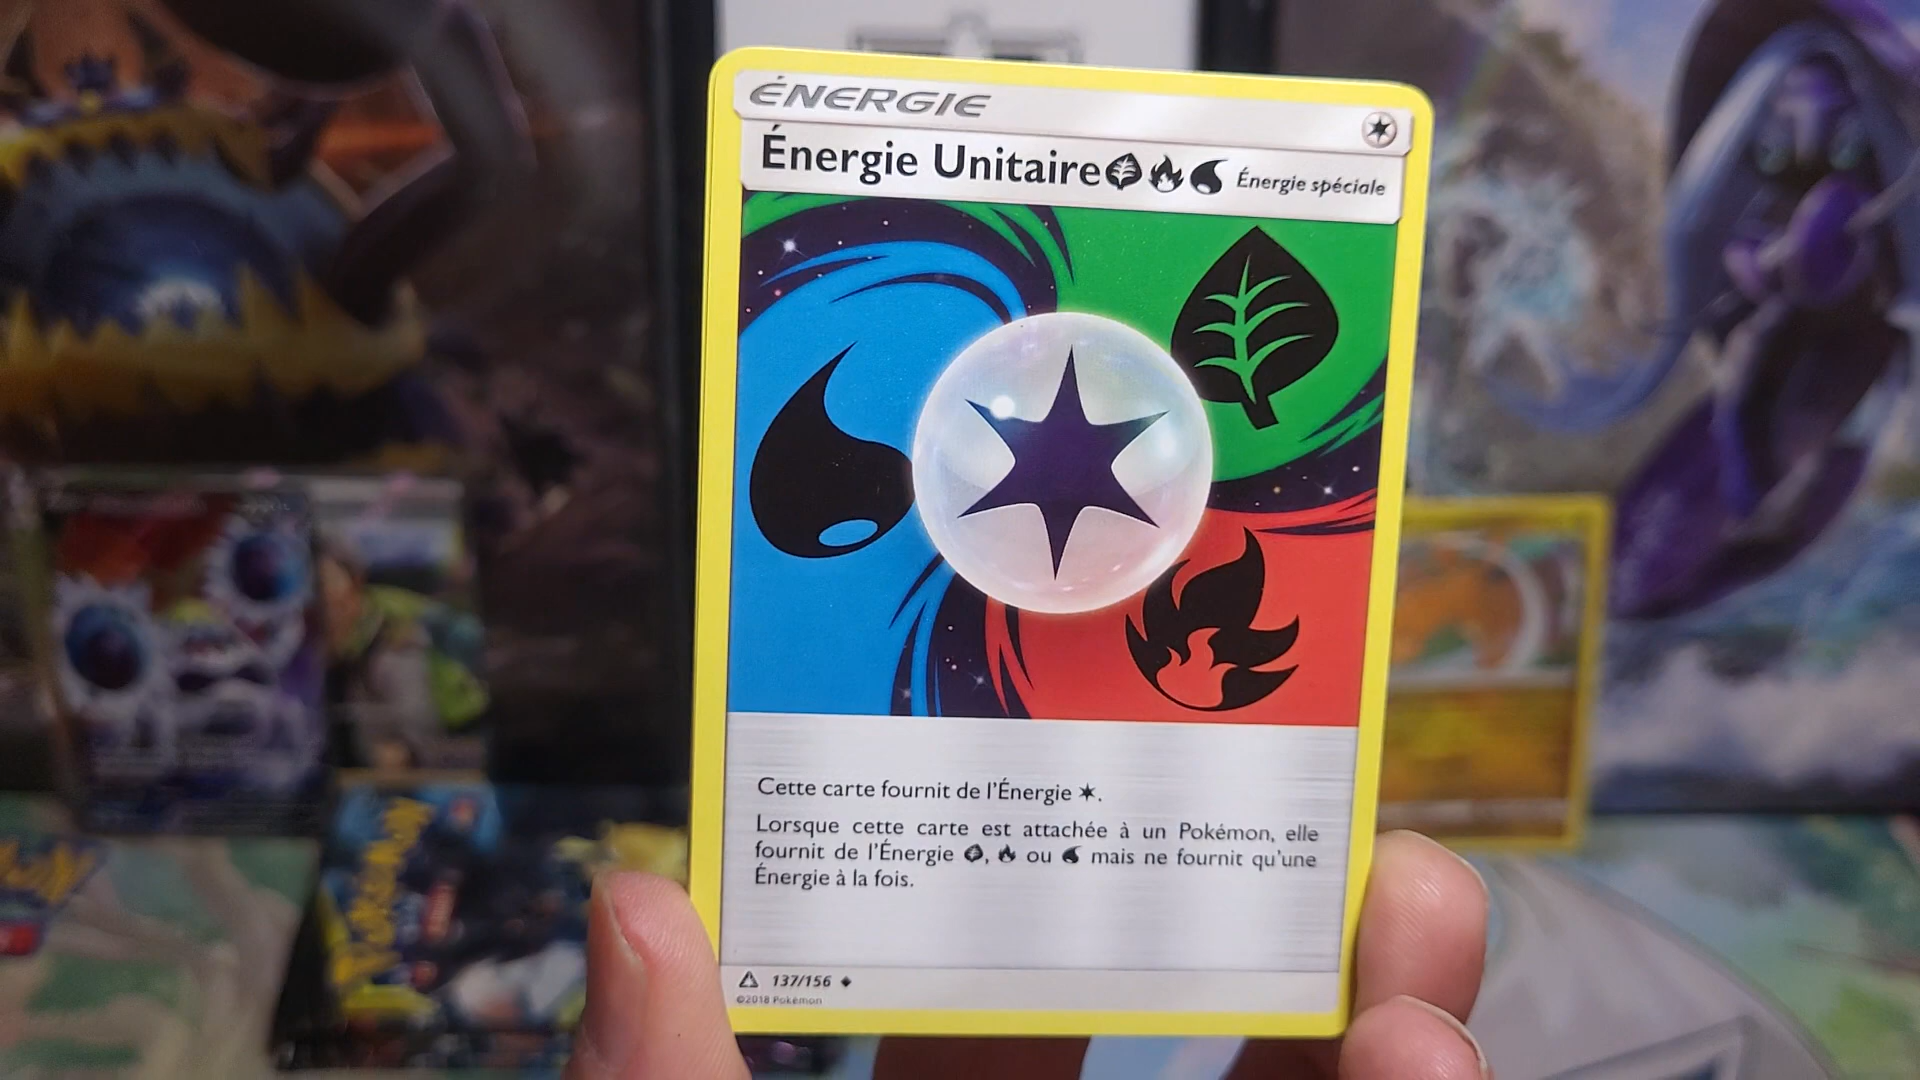 ÉNERGIE
Énergie Unitaire Énergie spéciale
Cette carte fournit de l'Énergie.
Lorsque cette carte est attachée à un Pokémon, elle
fournit de l'Énergie , ou mais ne fournit qu'une
Énergie à la fois.
137/156
©2018 Pokémon
Pokémon